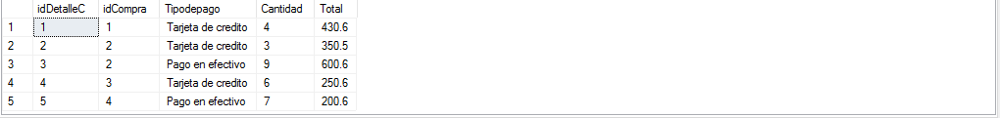 idDetalleC idCompra Tipodepago Cantidad Total
1 1 1 Tarjeta de credito 4 430.6
2 2 2 Tarjeta de credito 3 350.5
3 3 2 Pago en efectivo 9 600.6
4 4 3 Tarjeta de credito 6 250.6
5 5 4 Pago en efectivo 7 200.6